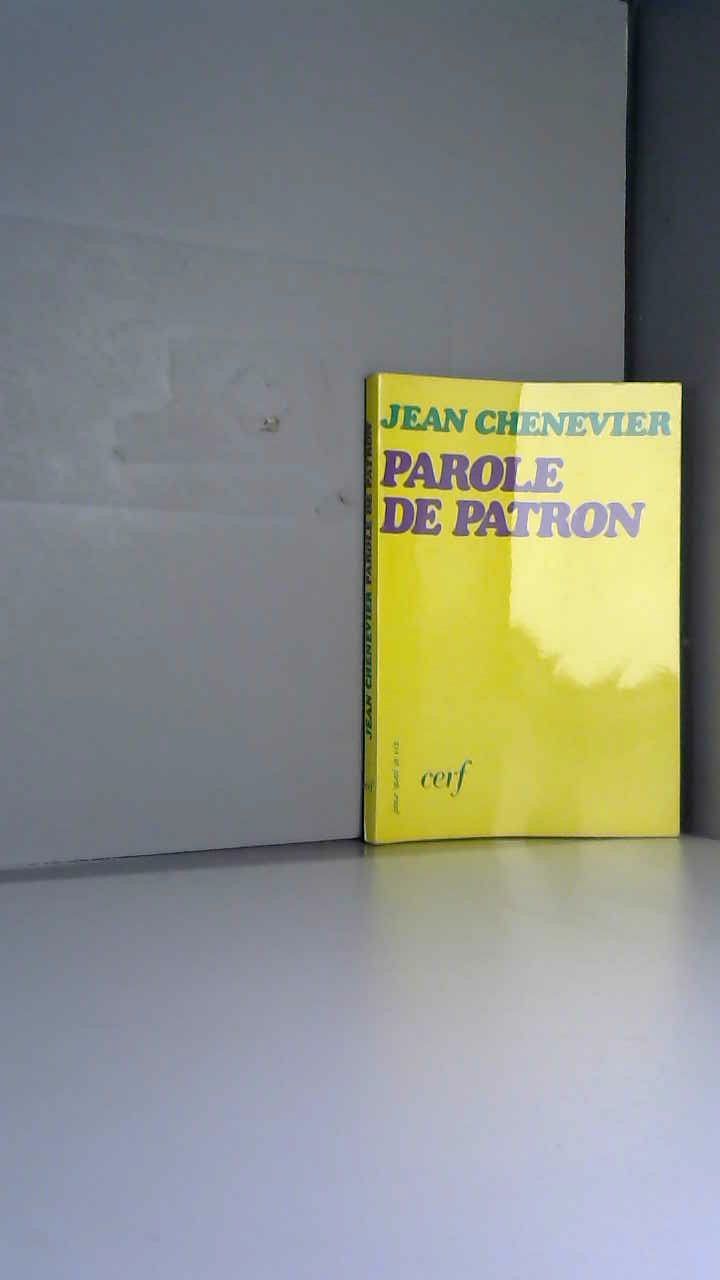 JEAN CHENEVIER
PAROLE
DE PATRON
cerf
JEAN CHENEVIER PAROLE DE PATRON